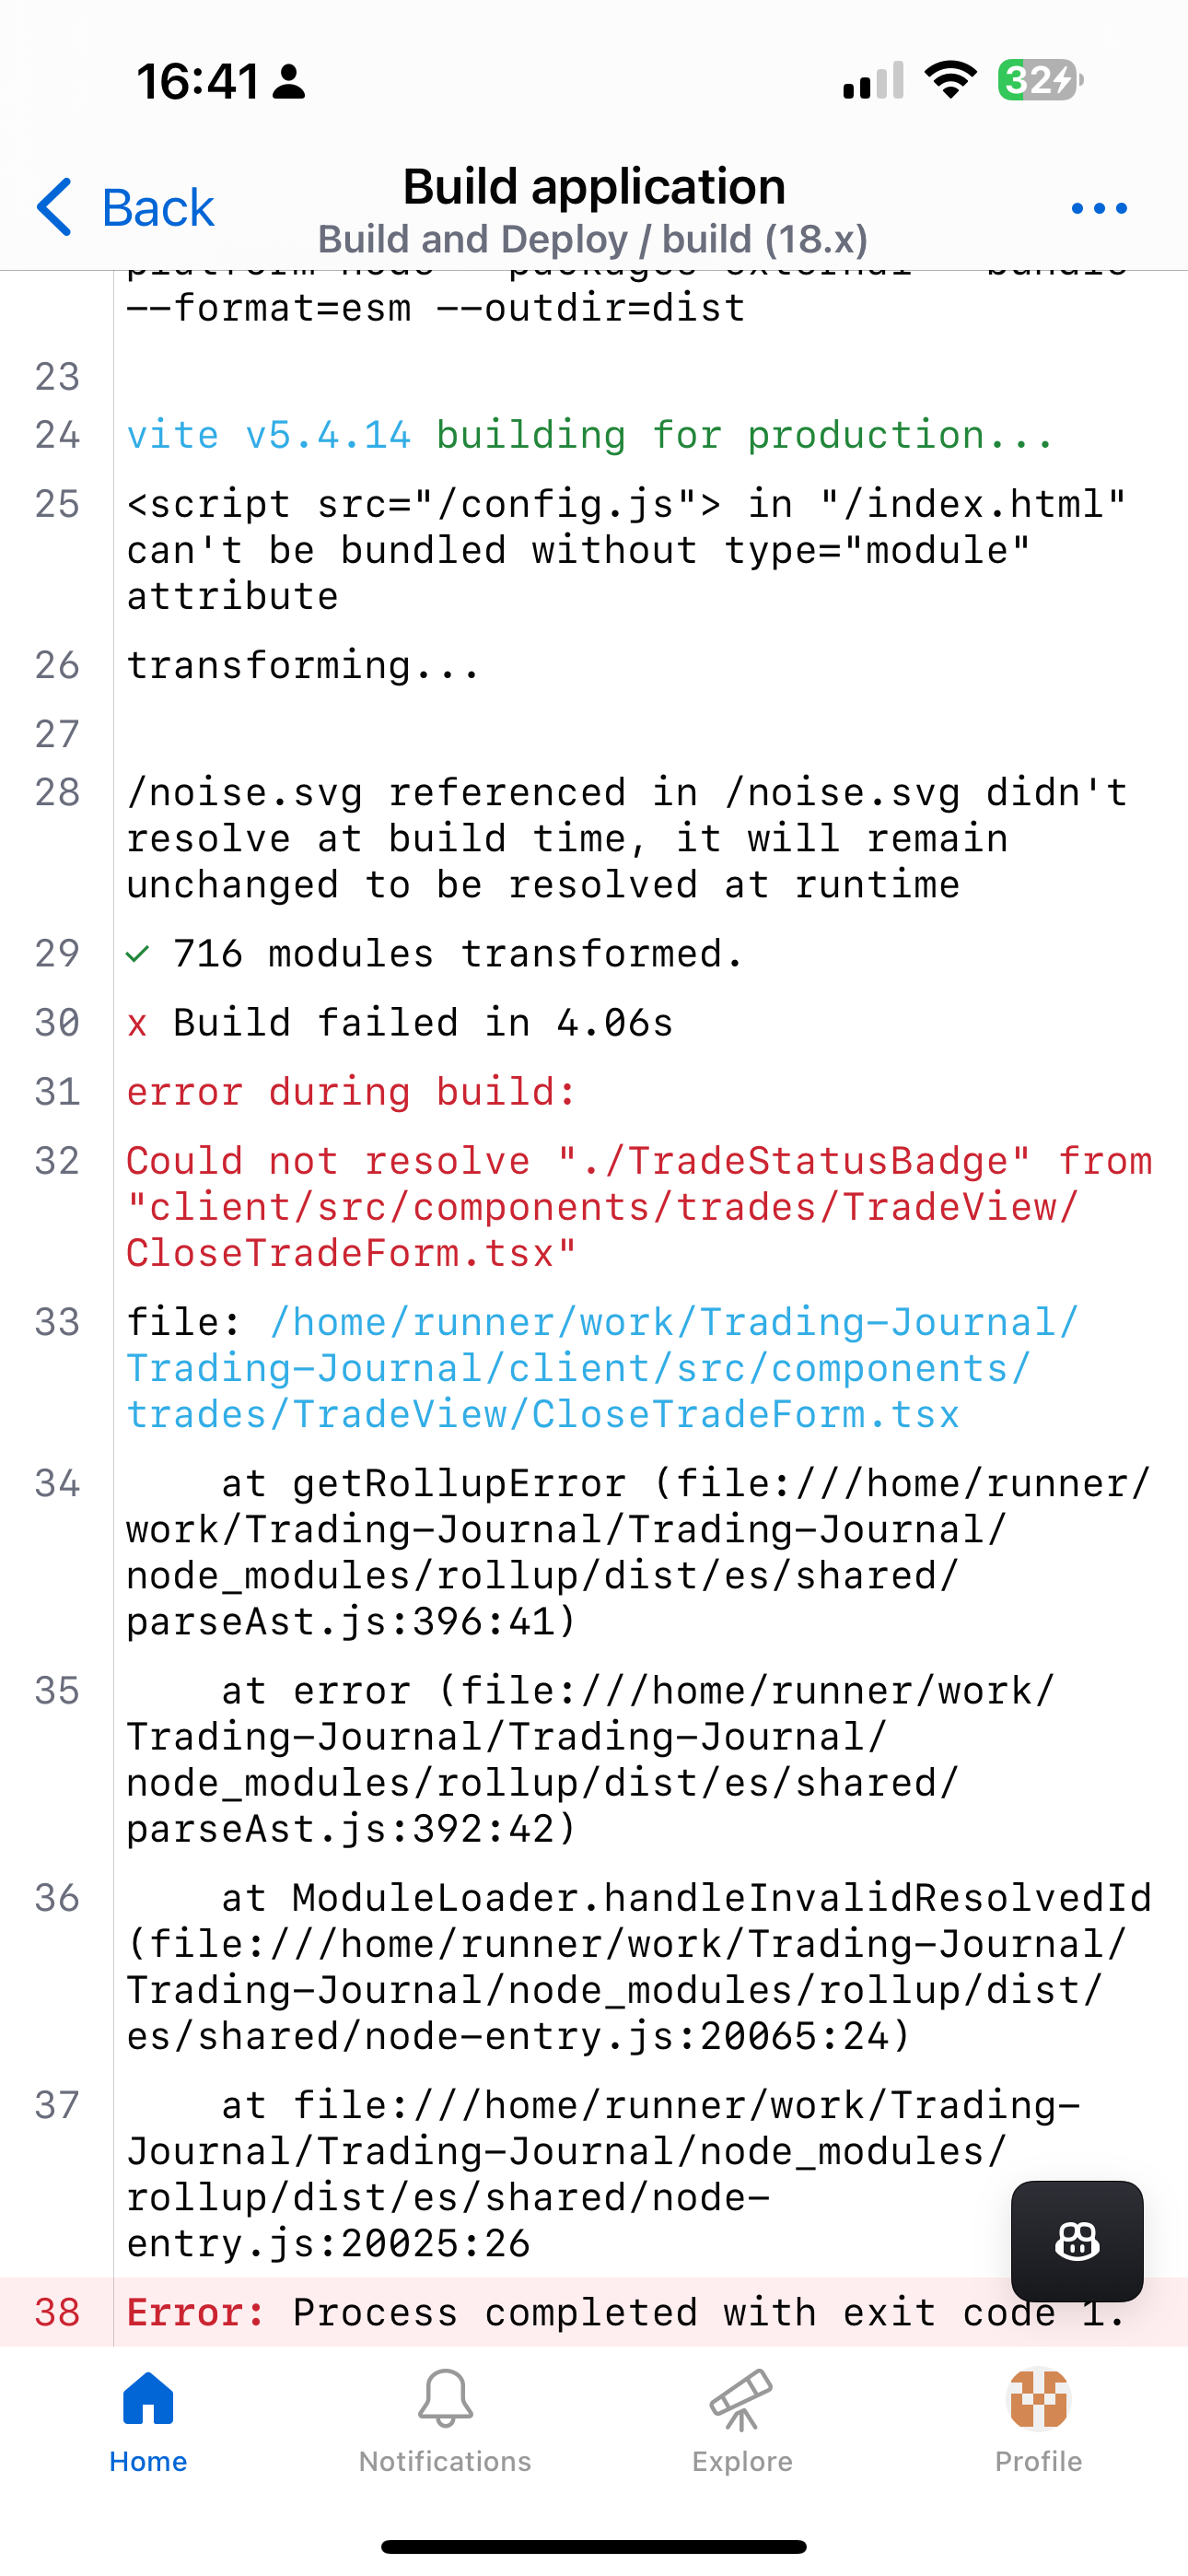 16:41
32
Back
Build application
Build and Deploy / build (18.x)
--format=esm --outdir=dist
23
24 vite v5.4.14 building for production...
25 <script src="/config.js"> in "/index.html"
can't be bundled without type="module"
attribute
26 transforming...
27
28 /noise.svg referenced in /noise.svg didn't
resolve at build time, it will remain
unchanged to be resolved at runtime
29 ✓ 716 modules transformed.
30 x Build failed in 4.06s
31 error during build:
32 Could not resolve "./TradeStatusBadge" from
"client/src/components/trades/TradeView/
CloseTradeForm.tsx"
33 file: /home/runner/work/Trading-Journal/
Trading-Journal/client/src/components/
trades/TradeView/CloseTradeForm.tsx
34 at getRollupError (file:///home/runner/
work/Trading-Journal/Trading-Journal/
node_modules/rollup/dist/es/shared/
parseAst.js:396:41)
35 at error (file:///home/runner/work/
Trading-Journal/Trading-Journal/
node_modules/rollup/dist/es/shared/
parseAst.js:392:42)
36 at ModuleLoader.handleInvalidResolvedId
(file:///home/runner/work/Trading-Journal/
Trading-Journal/node_modules/rollup/dist/
es/shared/node-entry.js:20065:24)
37 at file:///home/runner/work/Trading-
Journal/Trading-Journal/node_modules/
rollup/dist/es/shared/node-
entry.js:20025:26
38 Error: Process completed with exit code 1.
Home
Notifications
Explore
Profile